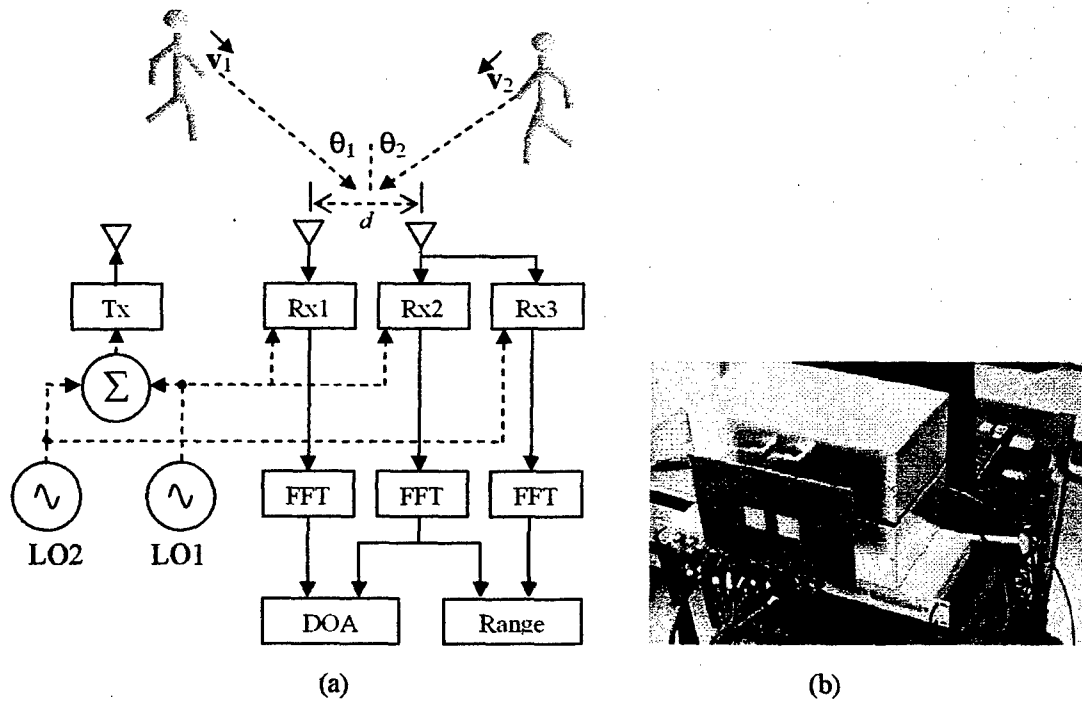 v₁
v₂
θ₁ θ₂
d
Tx Rx1 Rx2 Rx3
Σ
FFT FFT FFT
LO2 LO1
DOA Range
(a) (b)